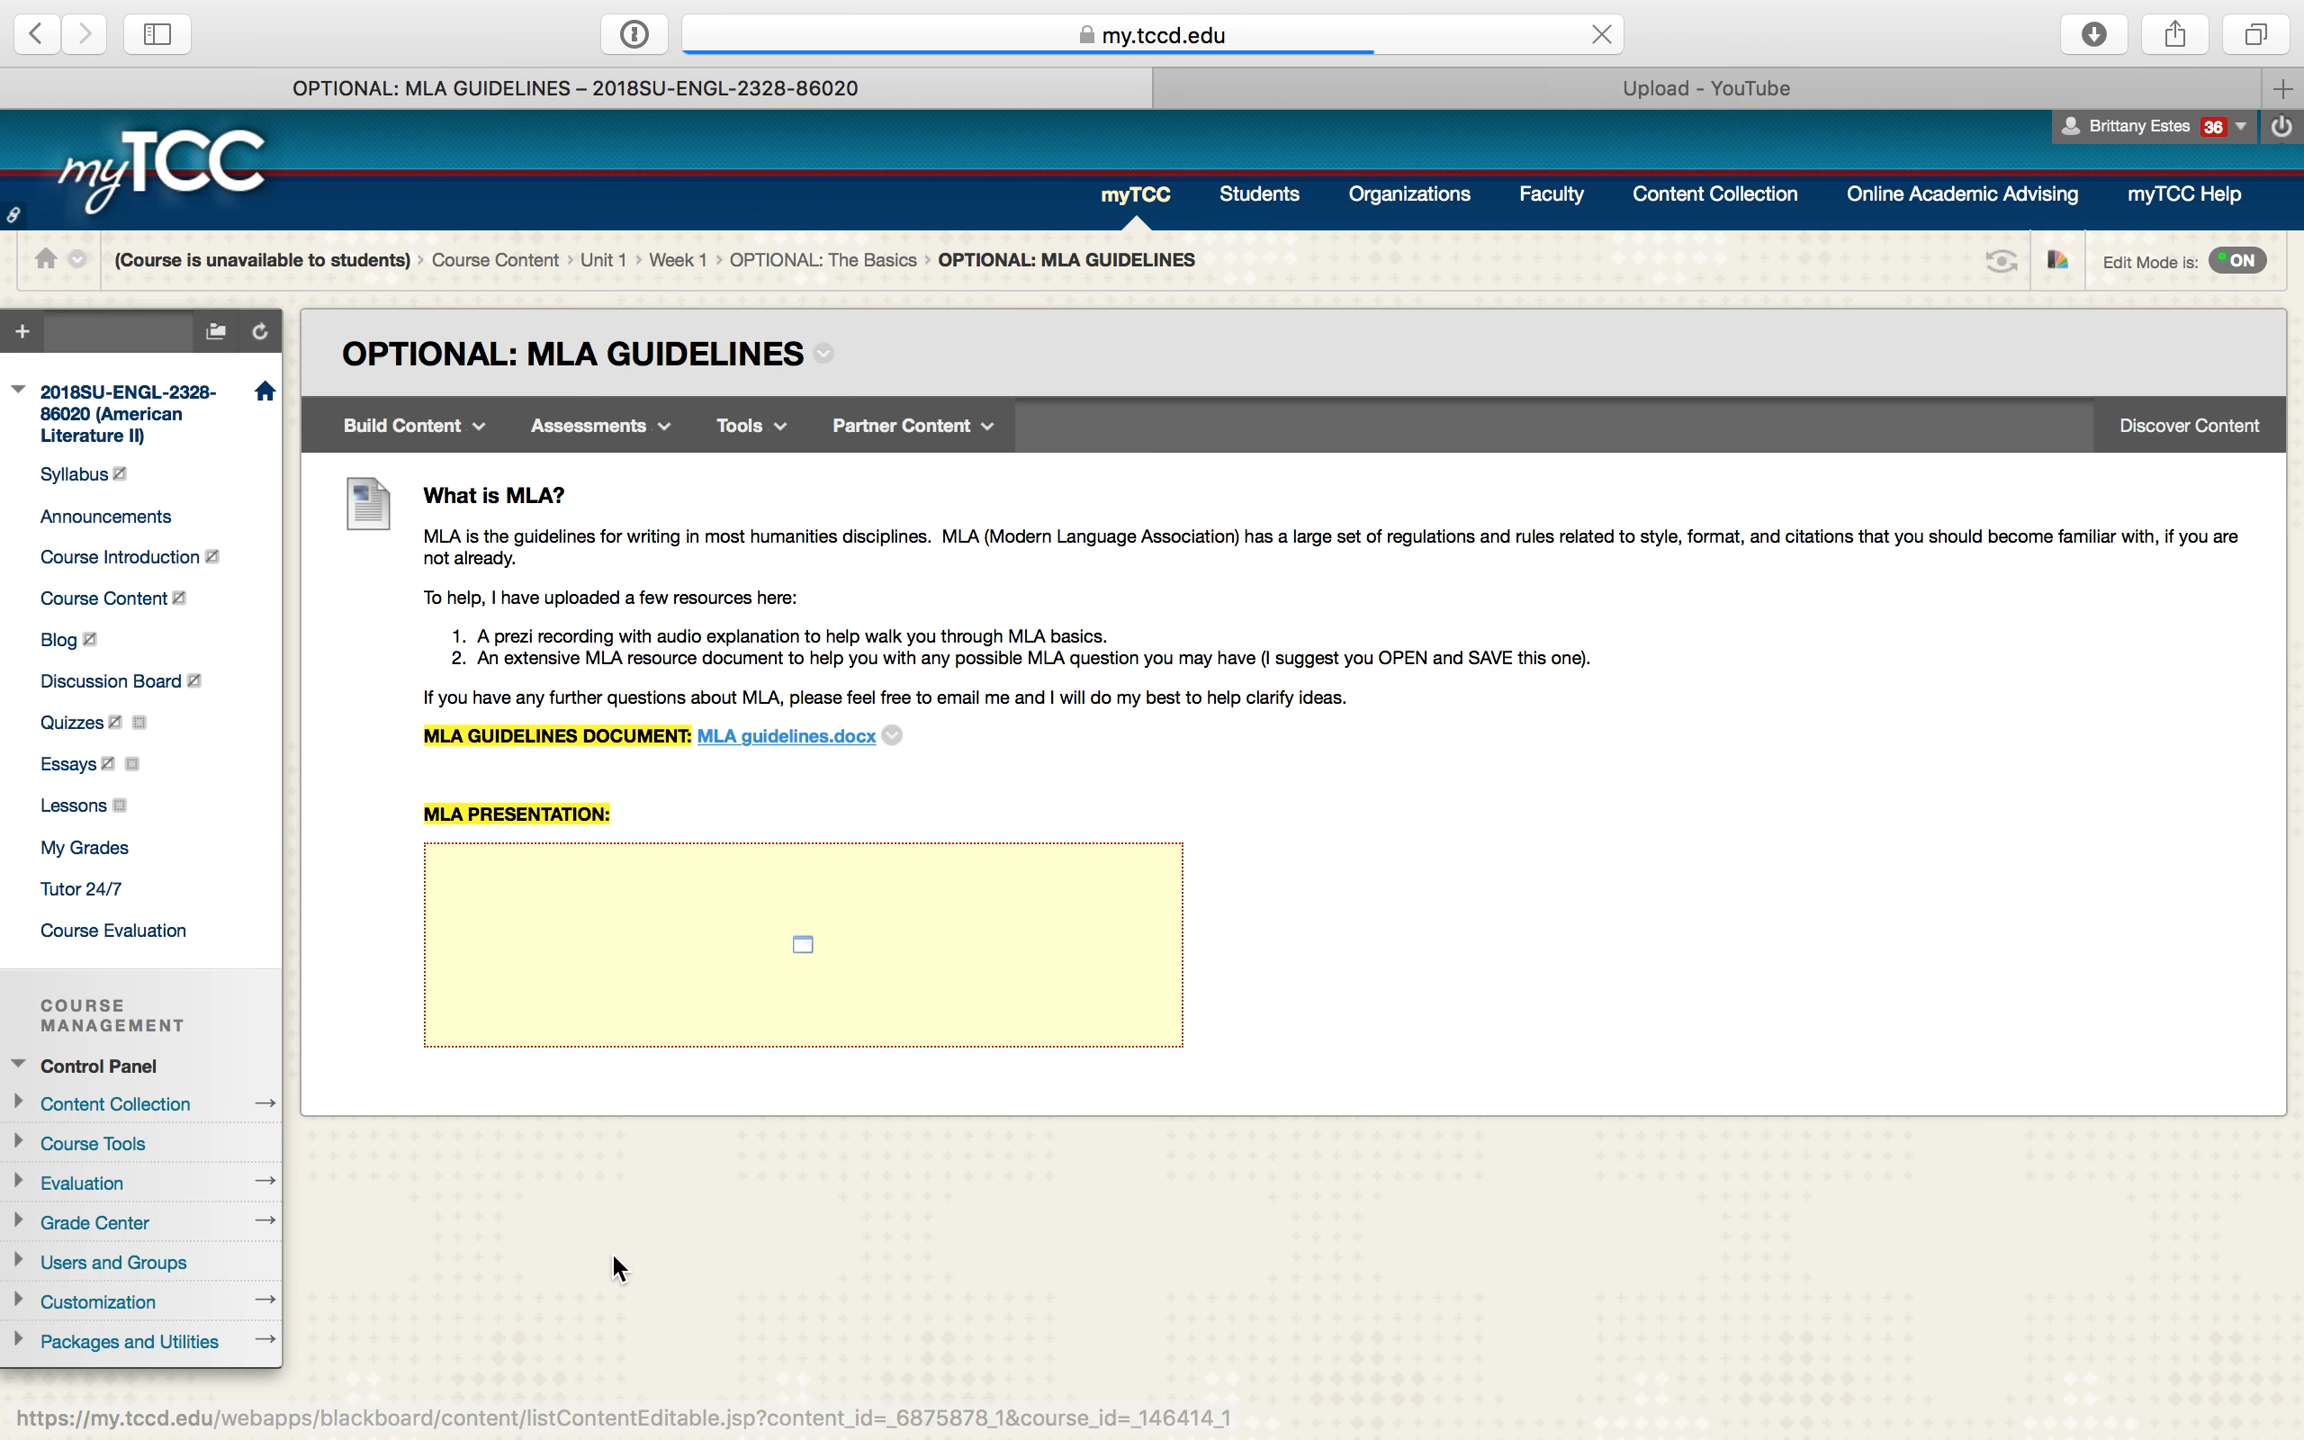 my.tccd.edu
OPTIONAL: MLA GUIDELINES – 2018SU-ENGL-2328-86020
Upload - YouTube
Brittany Estes 36
myTCC
myTCC Students Organizations Faculty Content Collection Online Academic Advising myTCC Help
(Course is unavailable to students) Course Content Unit 1 Week 1 OPTIONAL: The Basics OPTIONAL: MLA GUIDELINES
Edit Mode is: ON
2018SU-ENGL-2328-
86020 (American
Literature II)
Syllabus
Announcements
Course Introduction
Course Content
Blog
Discussion Board
Quizzes
Essays
Lessons
My Grades
Tutor 24/7
Course Evaluation
COURSE
MANAGEMENT
Control Panel
Content Collection
Course Tools
Evaluation
Grade Center
Users and Groups
Customization
Packages and Utilities
OPTIONAL: MLA GUIDELINES
Build Content Assessments Tools Partner Content Discover Content
What is MLA?
MLA is the guidelines for writing in most humanities disciplines. MLA (Modern Language Association) has a large set of regulations and rules related to style, format, and citations that you should become familiar with, if you are
not already.
To help, I have uploaded a few resources here:
1. A prezi recording with audio explanation to help walk you through MLA basics.
2. An extensive MLA resource document to help you with any possible MLA question you may have (I suggest you OPEN and SAVE this one).
If you have any further questions about MLA, please feel free to email me and I will do my best to help clarify ideas.
MLA GUIDELINES DOCUMENT: MLA guidelines.docx
MLA PRESENTATION:
https://my.tccd.edu/webapps/blackboard/content/listContentEditable.jsp?content_id=_6875878_1&course_id=_146414_1